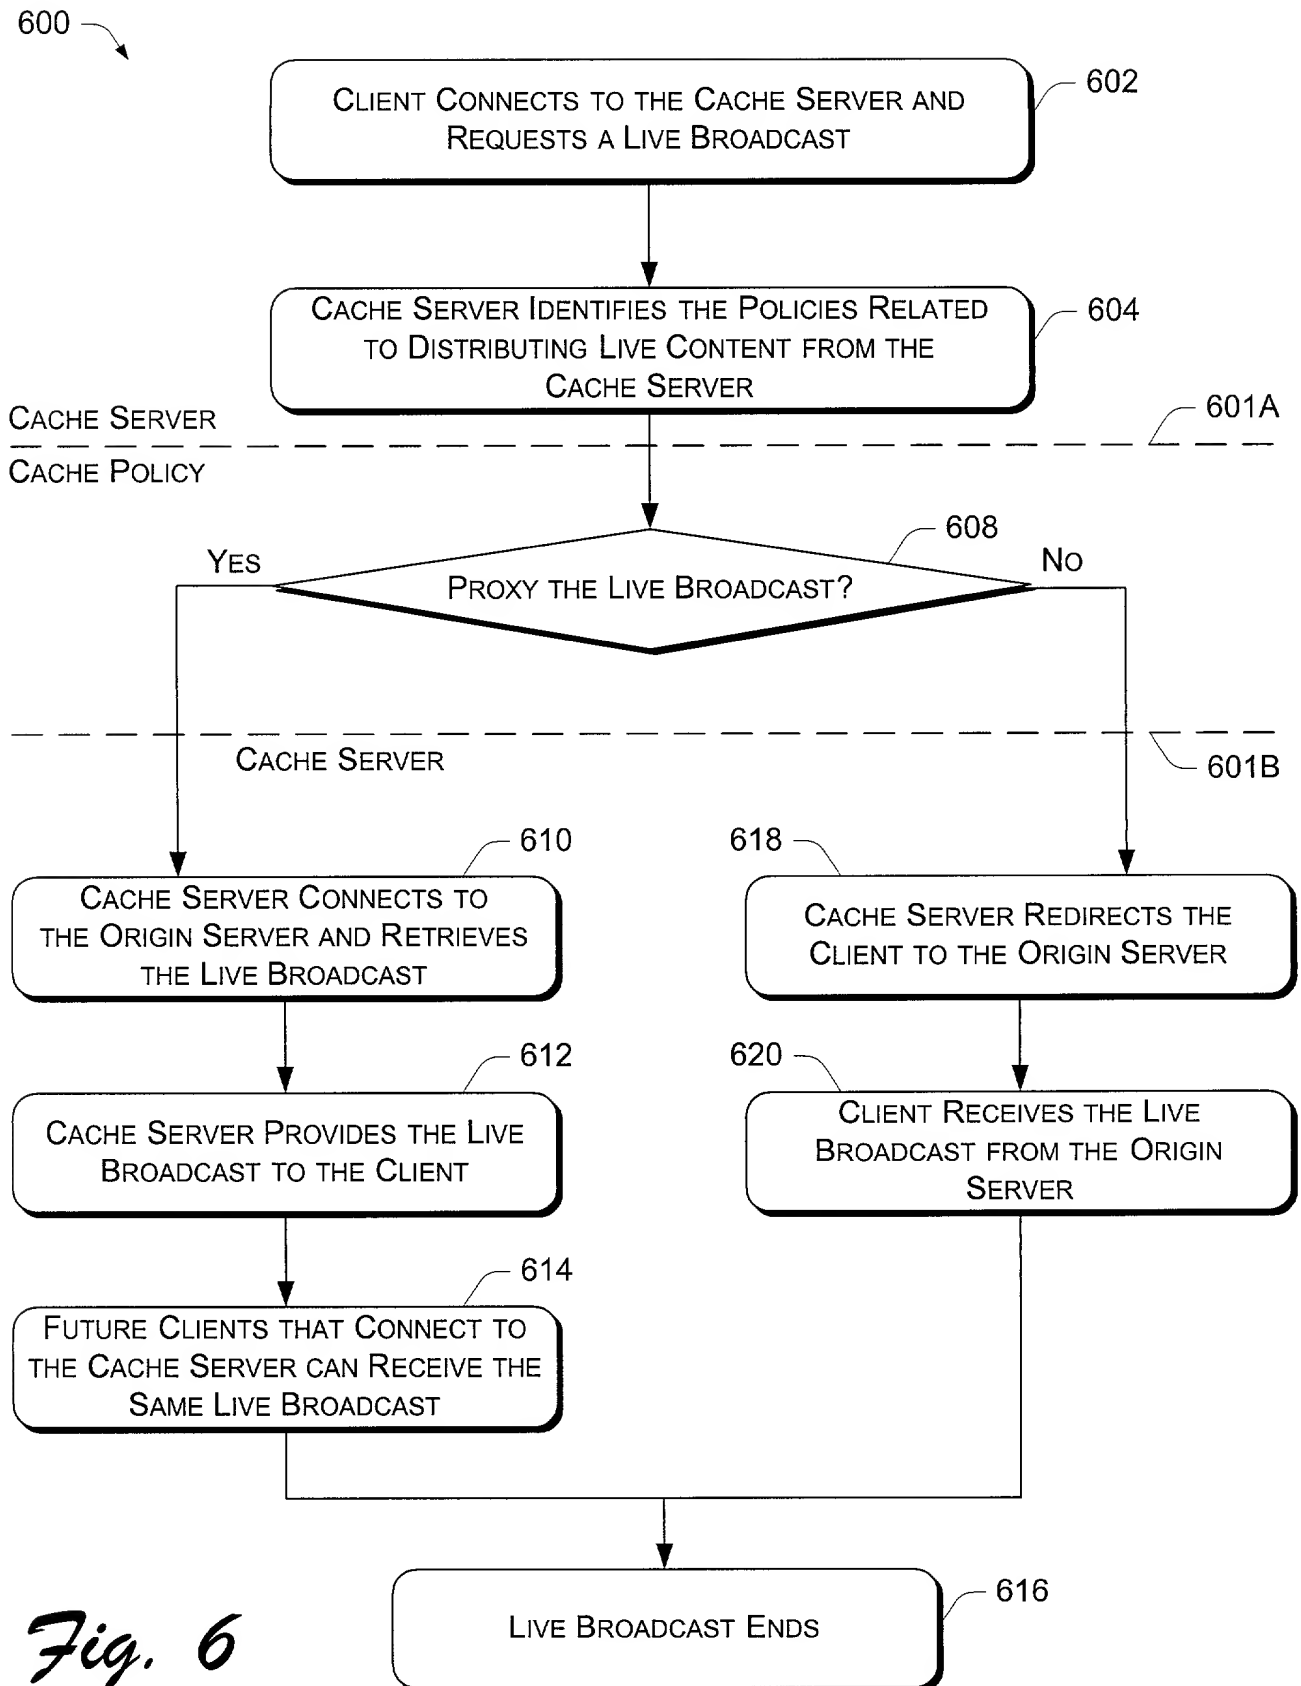 600
602
CLIENT CONNECTS TO THE CACHE SERVER AND
REQUESTS A LIVE BROADCAST
604
CACHE SERVER IDENTIFIES THE POLICIES RELATED
TO DISTRIBUTING LIVE CONTENT FROM THE
CACHE SERVER
CACHE SERVER
601A
CACHE POLICY
608
YES
NO
PROXY THE LIVE BROADCAST?
CACHE SERVER
601B
610
CACHE SERVER CONNECTS TO
THE ORIGIN SERVER AND RETRIEVES
THE LIVE BROADCAST
618
CACHE SERVER REDIRECTS THE
CLIENT TO THE ORIGIN SERVER
612
CACHE SERVER PROVIDES THE LIVE
BROADCAST TO THE CLIENT
620
CLIENT RECEIVES THE LIVE
BROADCAST FROM THE ORIGIN
SERVER
614
FUTURE CLIENTS THAT CONNECT TO
THE CACHE SERVER CAN RECEIVE THE
SAME LIVE BROADCAST
616
LIVE BROADCAST ENDS
Fig. 6